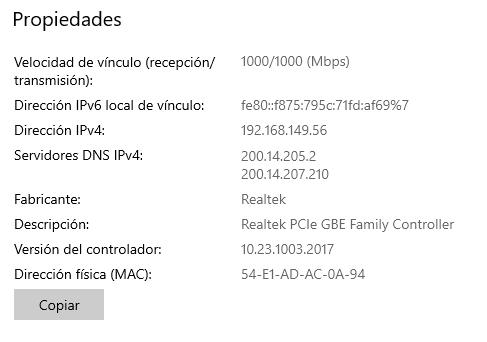 Propiedades
Velocidad de vínculo (recepción/ 1000/1000 (Mbps)
transmisión):
Dirección IPv6 local de vínculo: fe80::f875:795c:71fd:af69%7
Dirección IPv4: 192.168.149.56
Servidores DNS IPv4: 200.14.205.2
200.14.207.210
Fabricante: Realtek
Descripción: Realtek PCIe GBE Family Controller
Versión del controlador: 10.23.1003.2017
Dirección física (MAC): 54-E1-AD-AC-0A-94
Copiar